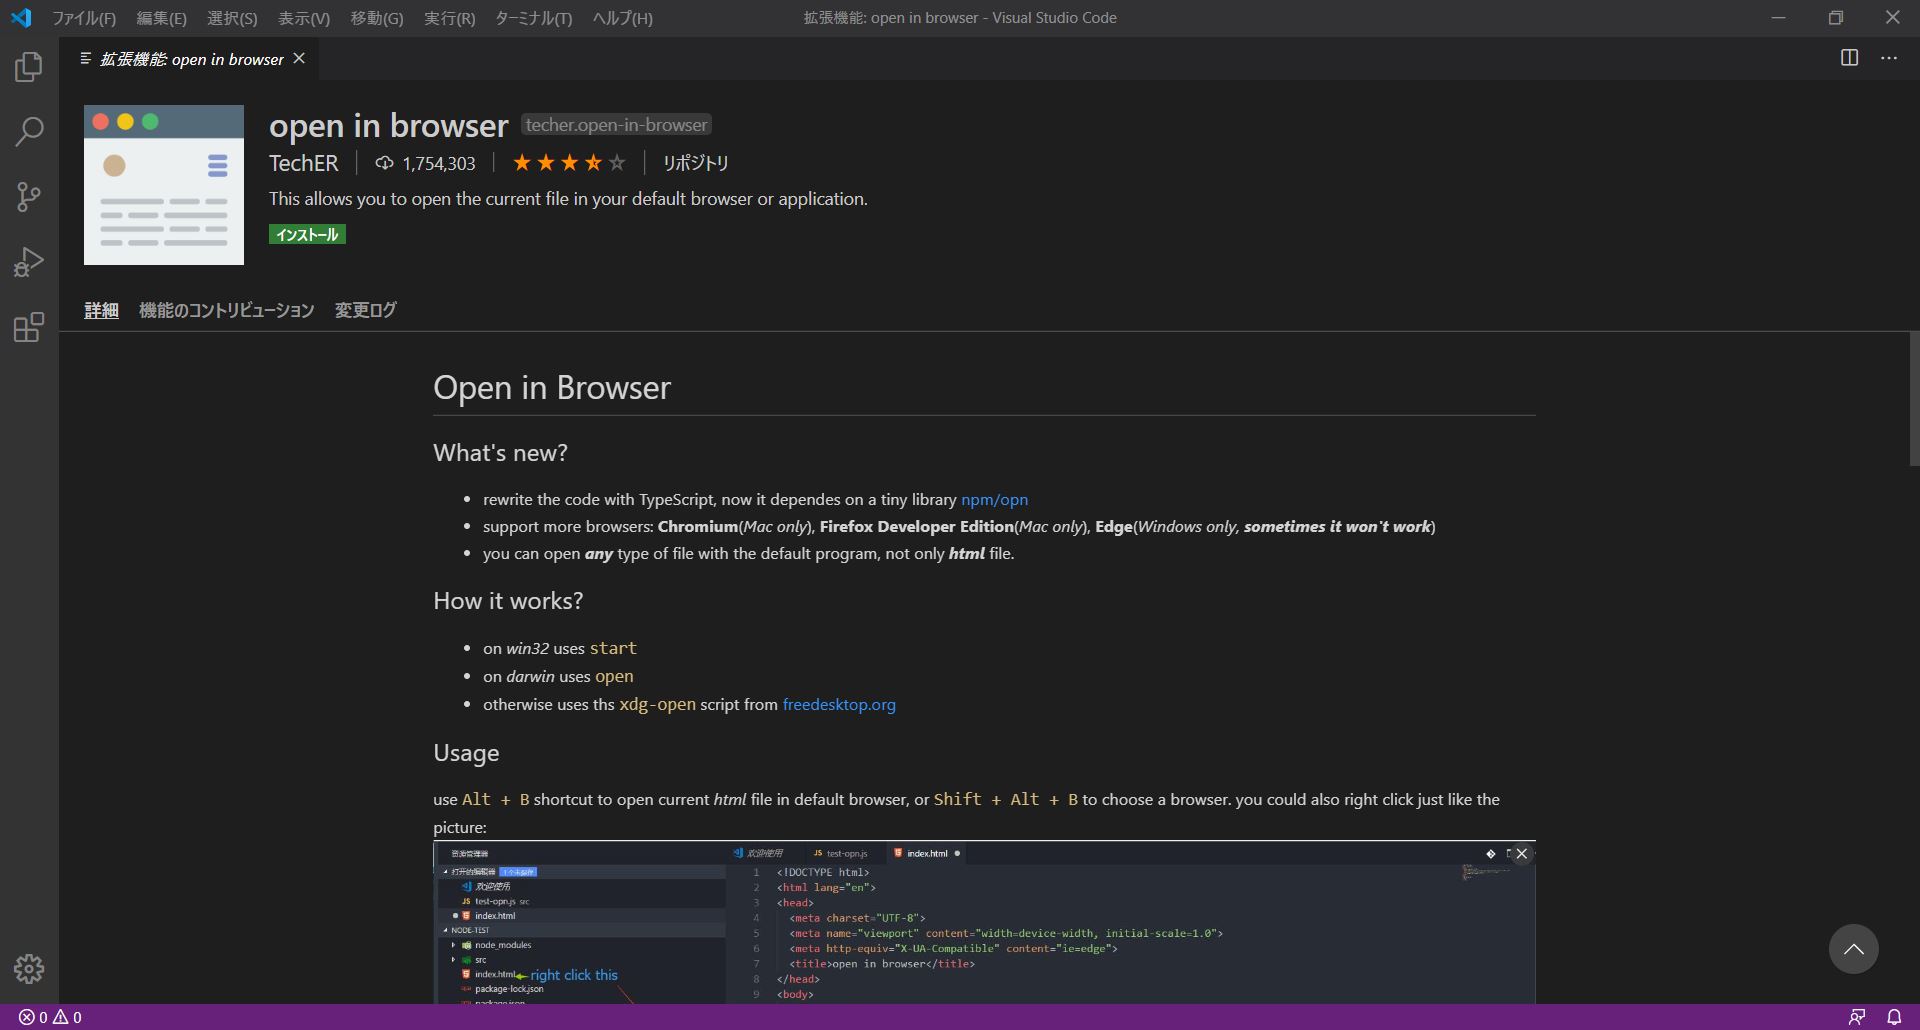 ファイル(F) 編集(E) 選択(S) 表示(V) 移動(G) 実行(R) ターミナル(T) ヘルプ(H) 拡張機能: open in browser - Visual Studio Code
拡張機能: open in browser
open in browser techer.open-in-browser
TechER 1,754,303 リポジトリ
This allows you to open the current file in your default browser or application.
インストール
詳細 機能のコントリビューション 変更ログ
Open in Browser
What's new?
rewrite the code with TypeScript, now it dependes on a tiny library npm/opn
support more browsers: Chromium(Mac only), Firefox Developer Edition(Mac only), Edge(Windows only, sometimes it won't work)
you can open any type of file with the default program, not only html file.
How it works?
on win32 uses start
on darwin uses open
otherwise uses ths xdg-open script from freedesktop.org
Usage
use Alt + B shortcut to open current html file in default browser, or Shift + Alt + B to choose a browser. you could also right click just like the
picture:
资源管理器
打开的编辑器 1 个未保存
欢迎使用
JS test-opn.js src
index.html
NODE-TEST
node_modules
src
index.html right click this
package-lock.json
欢迎使用 JS test-opn.js index.html
1 <!DOCTYPE html>
2 <html lang="en">
3 <head>
4 <meta charset="UTF-8">
5 <meta name="viewport" content="width=device-width, initial-scale=1.0">
6 <meta http-equiv="X-UA-Compatible" content="ie=edge">
7 <title>open in browser</title>
8 </head>
9 <body>
0 0